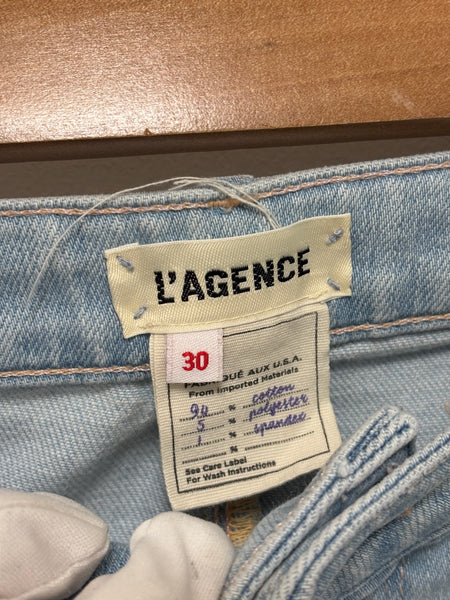 L'AGENCE
30
FABRIQUÉ AUX U.S.A.
From Imported Materials
94 % cotton
5 % polyester
1 % spandex
See Care Label
For Wash Instructions